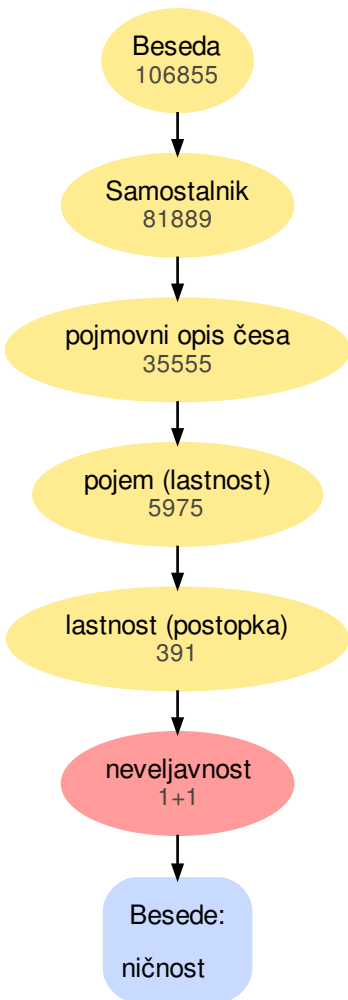 Beseda
106855
Samostalnik
81889
pojmovni opis česa
35555
pojem (lastnost)
5975
lastnost (postopka)
391
neveljavnost
1+1
Besede:
ničnost